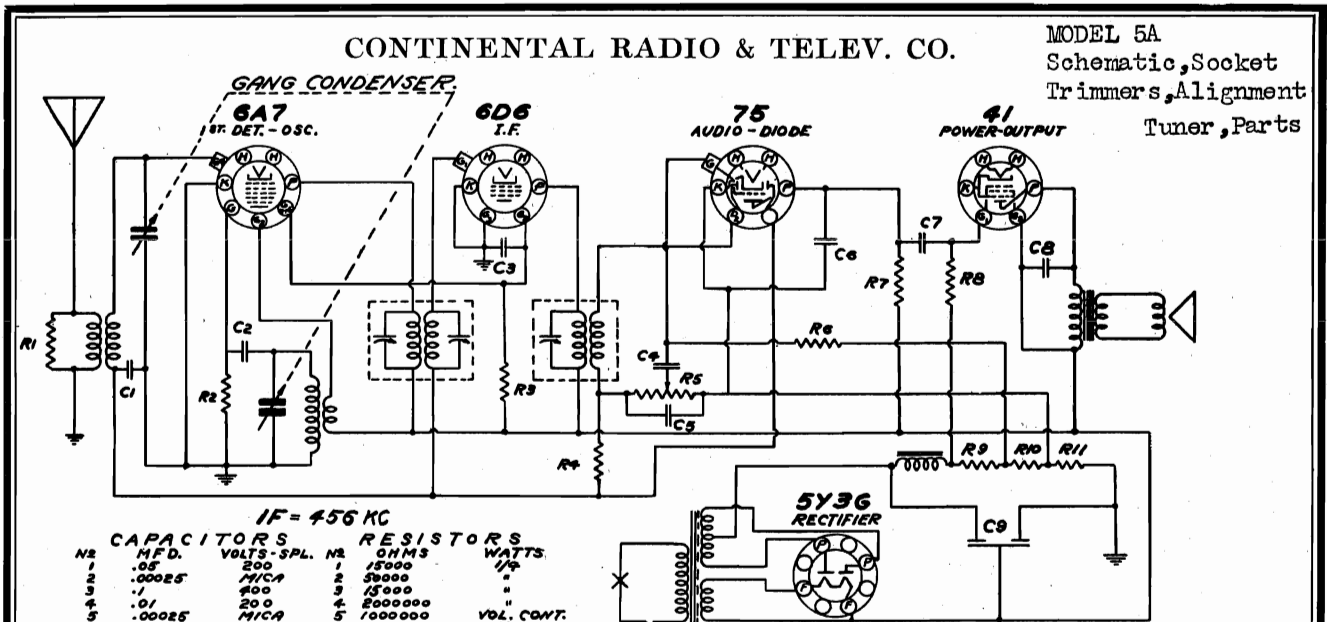 CONTINENTAL RADIO & TELEV. CO.
MODEL 5A
Schematic,Socket
Trimmers,Alignment
Tuner,Parts
GANG CONDENSER.
6A7
1ST. DET.-OSC.
6D6
I.F.
75
AUDIO-DIODE
41
POWER-OUTPUT
R1
C1
C2
R2
C3
R3
R4
C4
R5
C5
C6
R6
R7
C7
R8
C8
R9
R10
R11
C9
5Y3G
RECTIFIER
IF = 456 KC
CAPACITORS RESISTORS
Nº MFD. VOLTS-SPL. Nº OHMS WATTS
1 .05 200 1 15000 1/4
2 .00025 MICA 2 50000 "
3 .1 400 3 15000 "
4 .01 200 4 2000000 "
5 .00025 MICA 5 1000000 VOL. CONT.